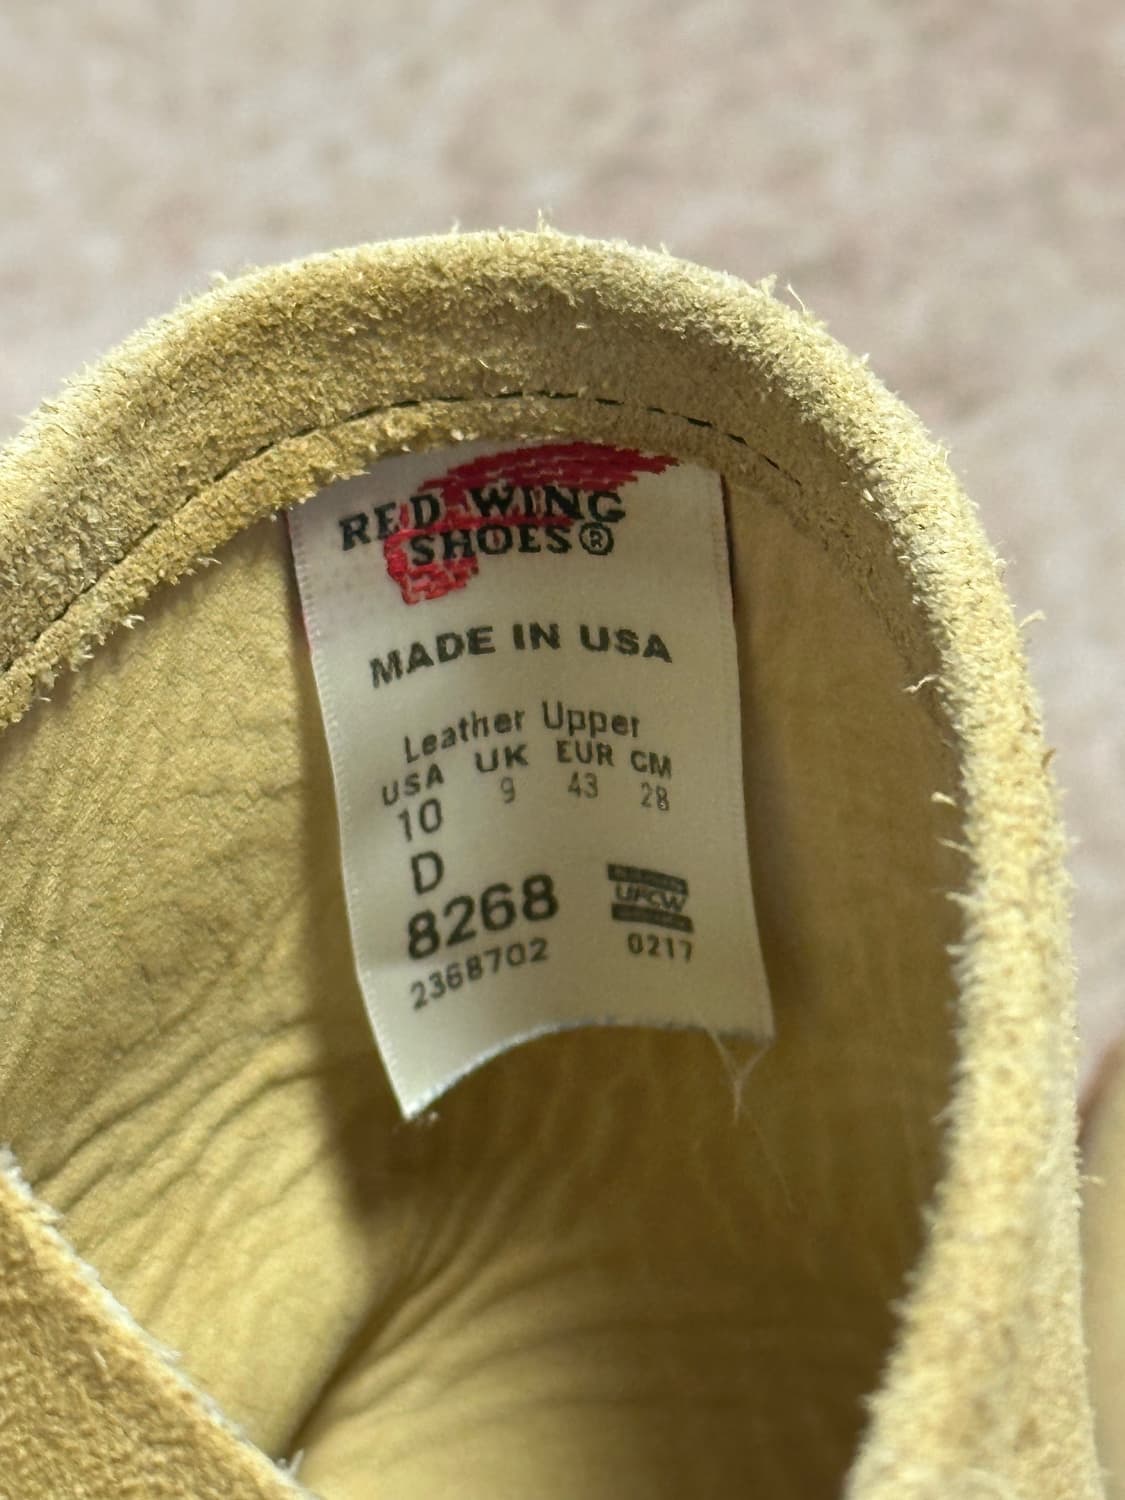 RED WING
SHOES®
MADE IN USA
Leather Upper
USA UK EUR CM
10 9 43 28
D
8268 UFCW
2368702 0217